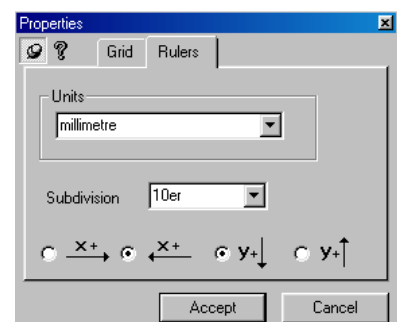 Properties
Grid Rulers
Units
millimetre
Subdivision 10er
X+ X+ Y+ Y+
Accept Cancel